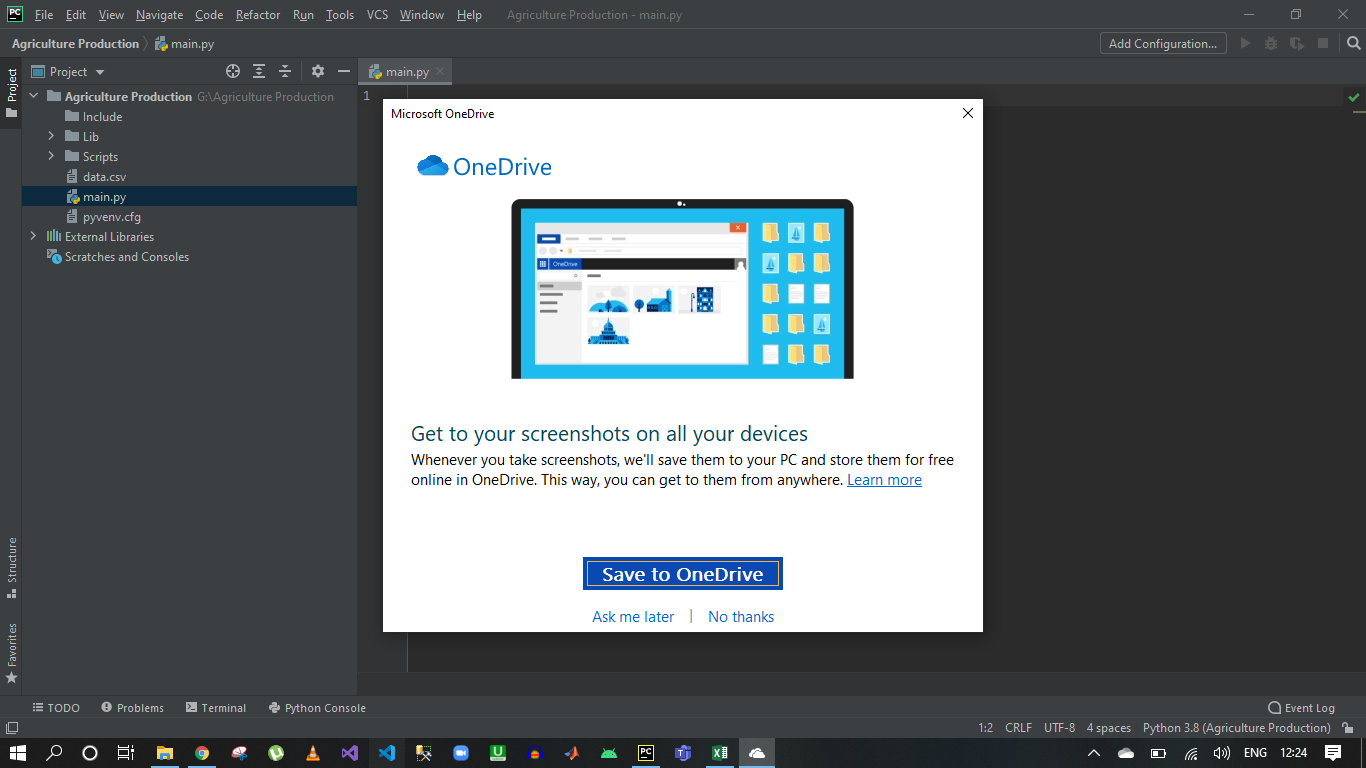 PC File Edit View Navigate Code Refactor Run Tools VCS Window Help Agriculture Production - main.py
Agriculture Production main.py Add Configuration...
Project
Project
main.py
1
Agriculture Production G:\Agriculture Production
Include
Lib
Scripts
data.csv
main.py
pyvenv.cfg
External Libraries
Scratches and Consoles
Microsoft OneDrive
OneDrive
OneDrive
Get to your screenshots on all your devices
Whenever you take screenshots, we'll save them to your PC and store them for free
online in OneDrive. This way, you can get to them from anywhere. Learn more
Save to OneDrive
Ask me later | No thanks
Structure
Favorites
TODO Problems Terminal Python Console Event Log
1:2 CRLF UTF-8 4 spaces Python 3.8 (Agriculture Production)
PC ENG 12:24